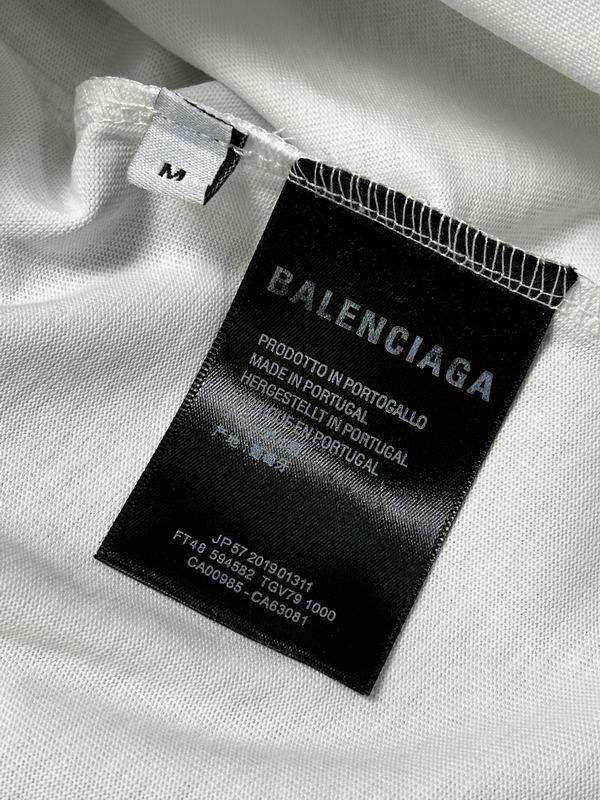 M
BALENCIAGA
PRODOTTO IN PORTOGALLO
MADE IN PORTUGAL
HERGESTELLT IN PORTUGAL
EN PORTUGAL
产地：葡萄牙
JP57 201901311
FT48 594582 TGV79 1000
CA00985 - CA63081